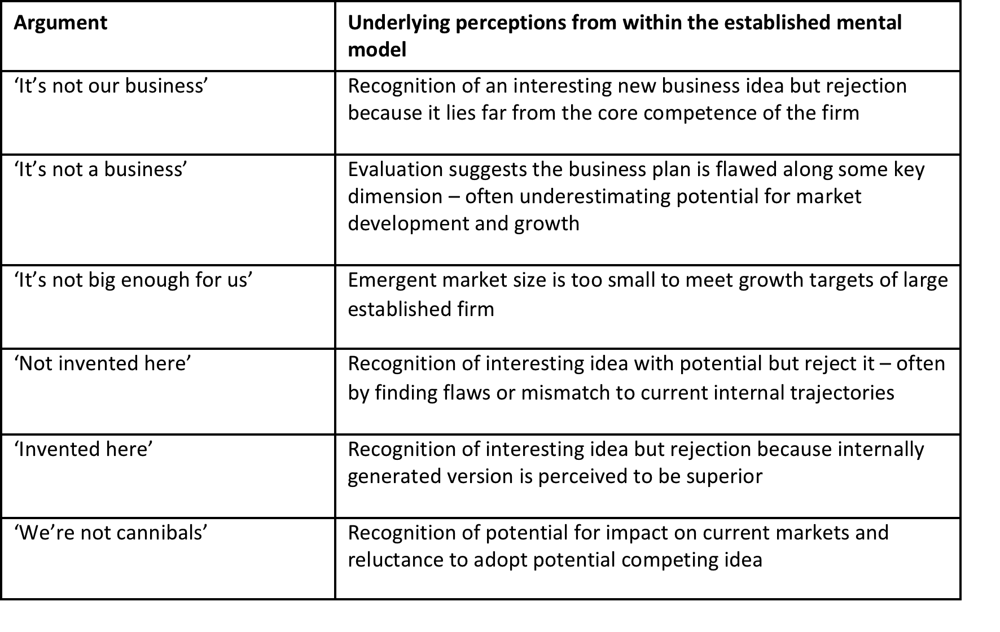 Argument
Underlying perceptions from within the established mental
model
‘It’s not our business’
Recognition of an interesting new business idea but rejection
because it lies far from the core competence of the firm
‘It’s not a business’
Evaluation suggests the business plan is flawed along some key
dimension – often underestimating potential for market
development and growth
‘It’s not big enough for us’
Emergent market size is too small to meet growth targets of large
established firm
‘Not invented here’
Recognition of interesting idea with potential but reject it – often
by finding flaws or mismatch to current internal trajectories
‘Invented here’
Recognition of interesting idea but rejection because internally
generated version is perceived to be superior
‘We’re not cannibals’
Recognition of potential for impact on current markets and
reluctance to adopt potential competing idea